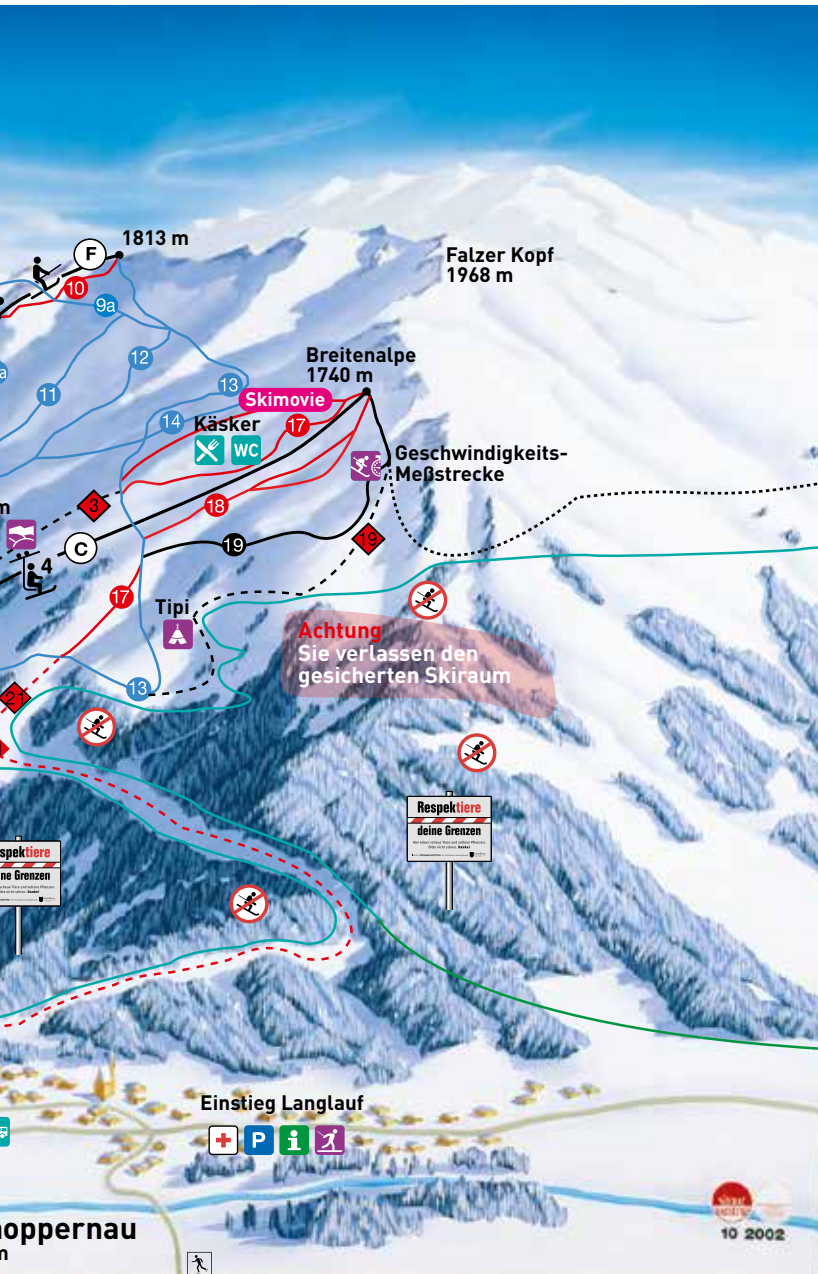 1813 m
F
Falzer Kopf
1968 m
10
9a
12
a
11
13
Breitenalpe
1740 m
Skimovie
14
Käsker
WC
17
Geschwindigkeits-
Meßstrecke
m
3
18
C
19
19
4
17
Tipi
Achtung
Sie verlassen den
gesicherten Skiraum
13
21
Respektiere
deine Grenzen
spektiere
ne Grenzen
Einstieg Langlauf
P
i
hoppernau
m
10 2002